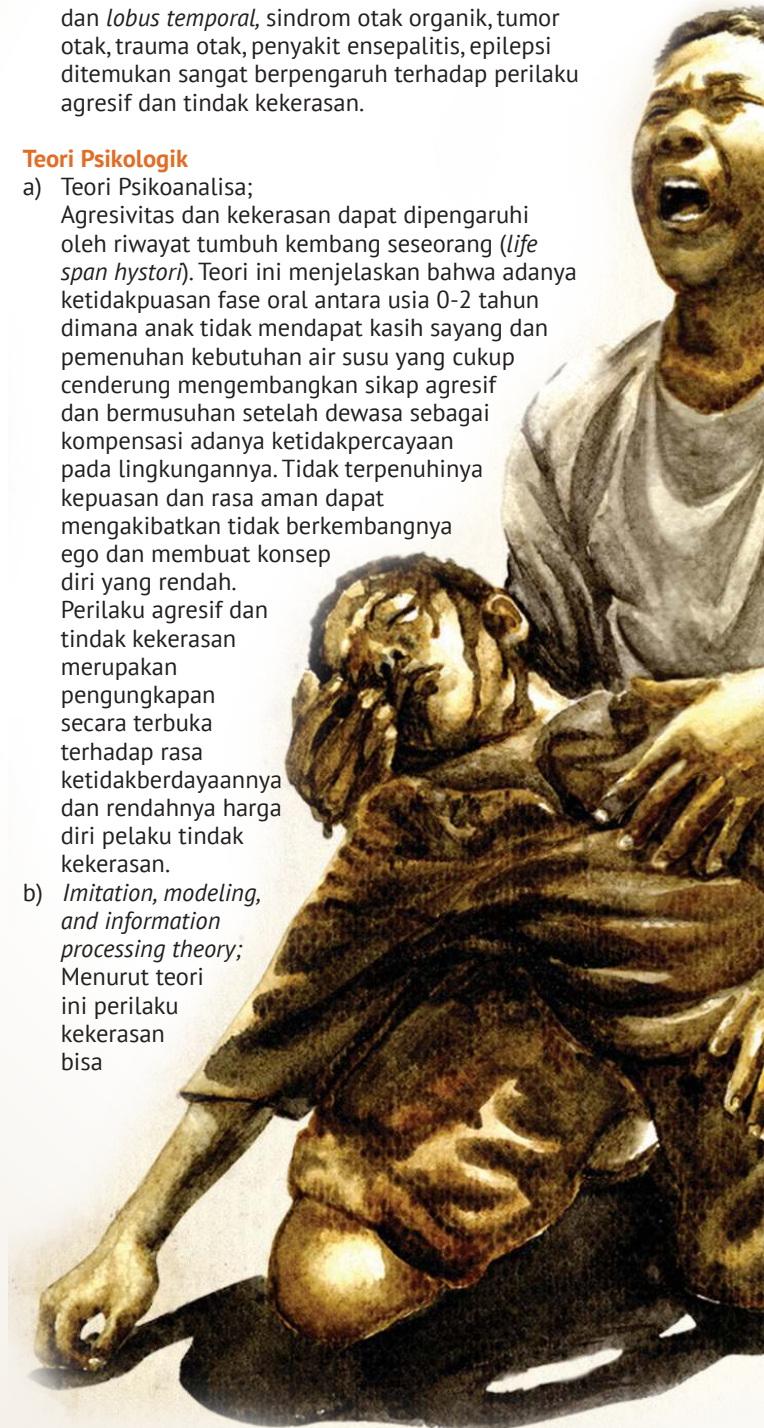 dan lobus temporal, sindrom otak organik, tumor
otak, trauma otak, penyakit ensepalitis, epilepsi
ditemukan sangat berpengaruh terhadap perilaku
agresif dan tindak kekerasan.
Teori Psikologik
a) Teori Psikoanalisa;
Agresivitas dan kekerasan dapat dipengaruhi
oleh riwayat tumbuh kembang seseorang (life
span hystori). Teori ini menjelaskan bahwa adanya
ketidakpuasan fase oral antara usia 0-2 tahun
dimana anak tidak mendapat kasih sayang dan
pemenuhan kebutuhan air susu yang cukup
cenderung mengembangkan sikap agresif
dan bermusuhan setelah dewasa sebagai
kompensasi adanya ketidakpercayaan
pada lingkungannya. Tidak terpenuhinya
kepuasan dan rasa aman dapat
mengakibatkan tidak berkembangnya
ego dan membuat konsep
diri yang rendah.
Perilaku agresif dan
tindak kekerasan
merupakan
pengungkapan
secara terbuka
terhadap rasa
ketidakberdayaannya
dan rendahnya harga
diri pelaku tindak
kekerasan.
b) Imitation, modeling,
and information
processing theory;
Menurut teori
ini perilaku
kekerasan
bisa